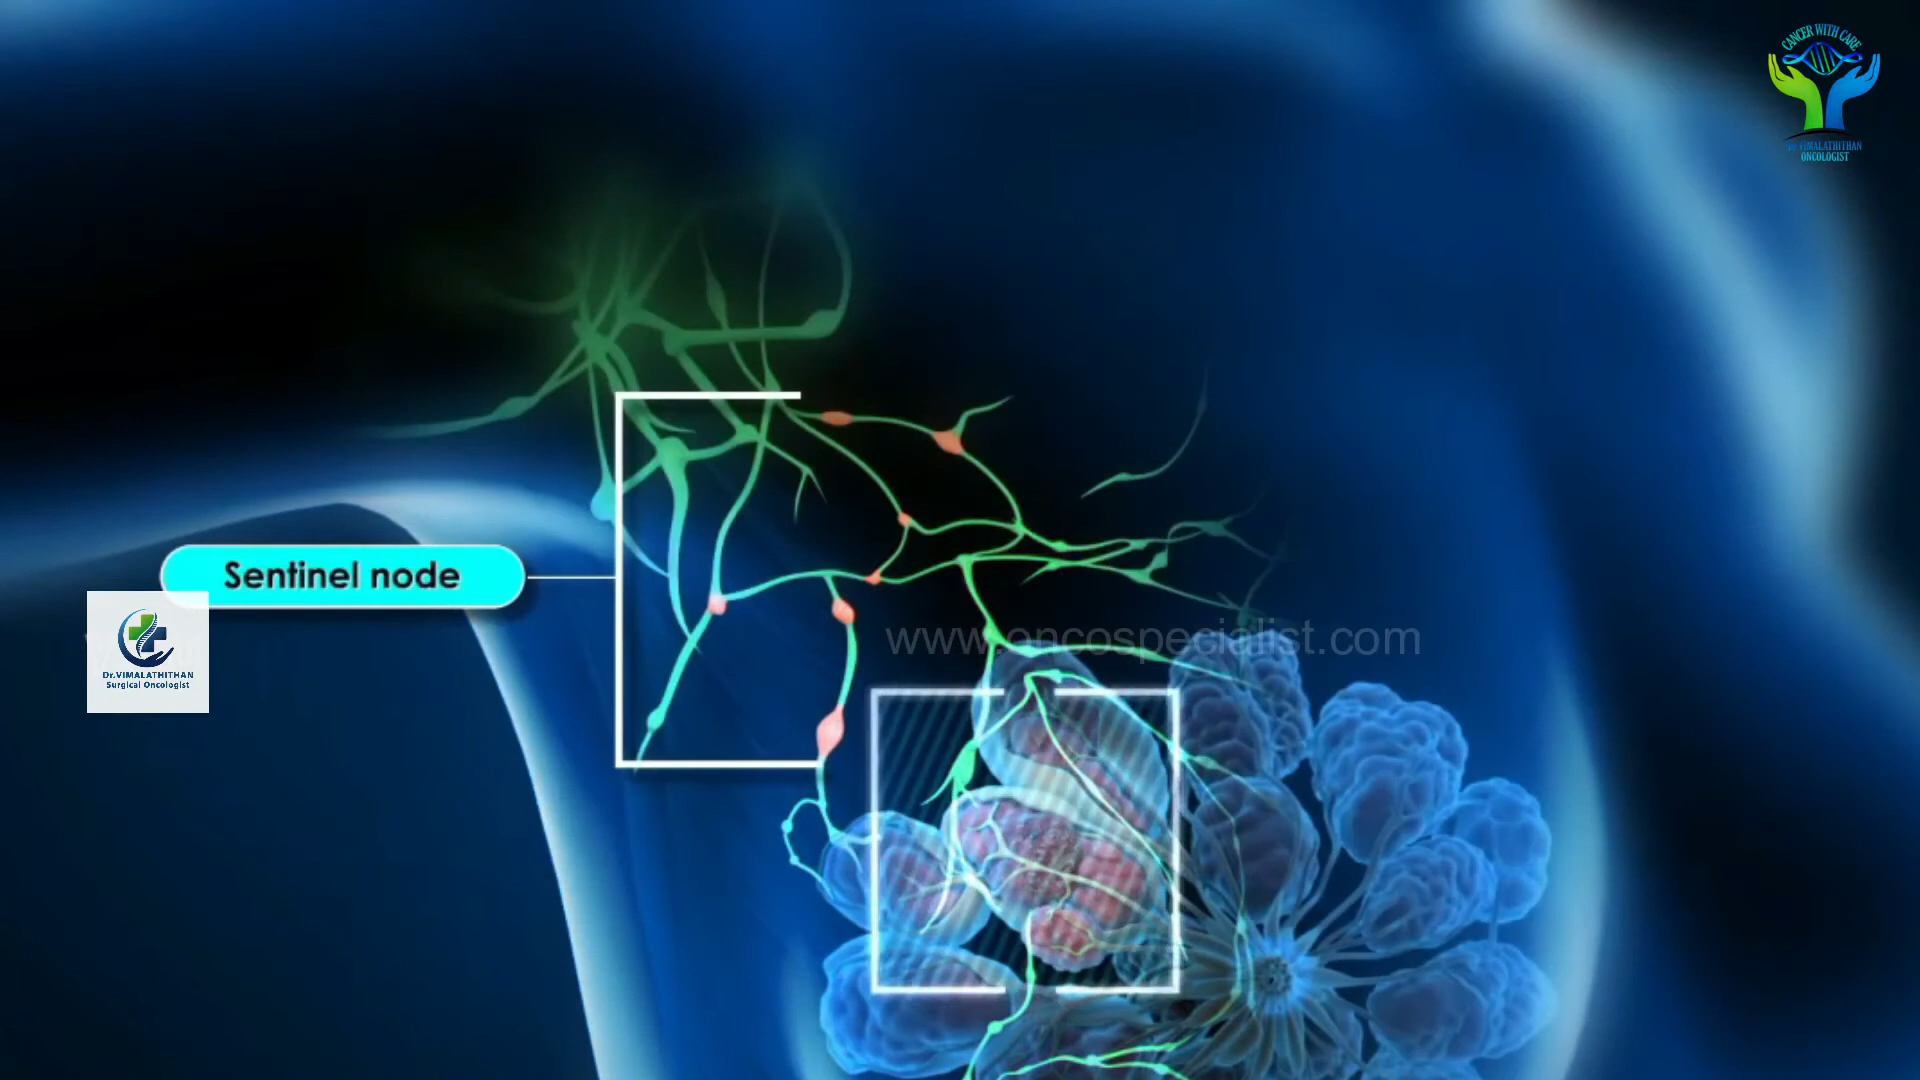 CANCER WITH CARE
Dr.VIMALATHITHAN
ONCOLOGIST
Sentinel node
Dr.VIMALATHITHAN
Surgical Oncologist
www.oncospecialist.com